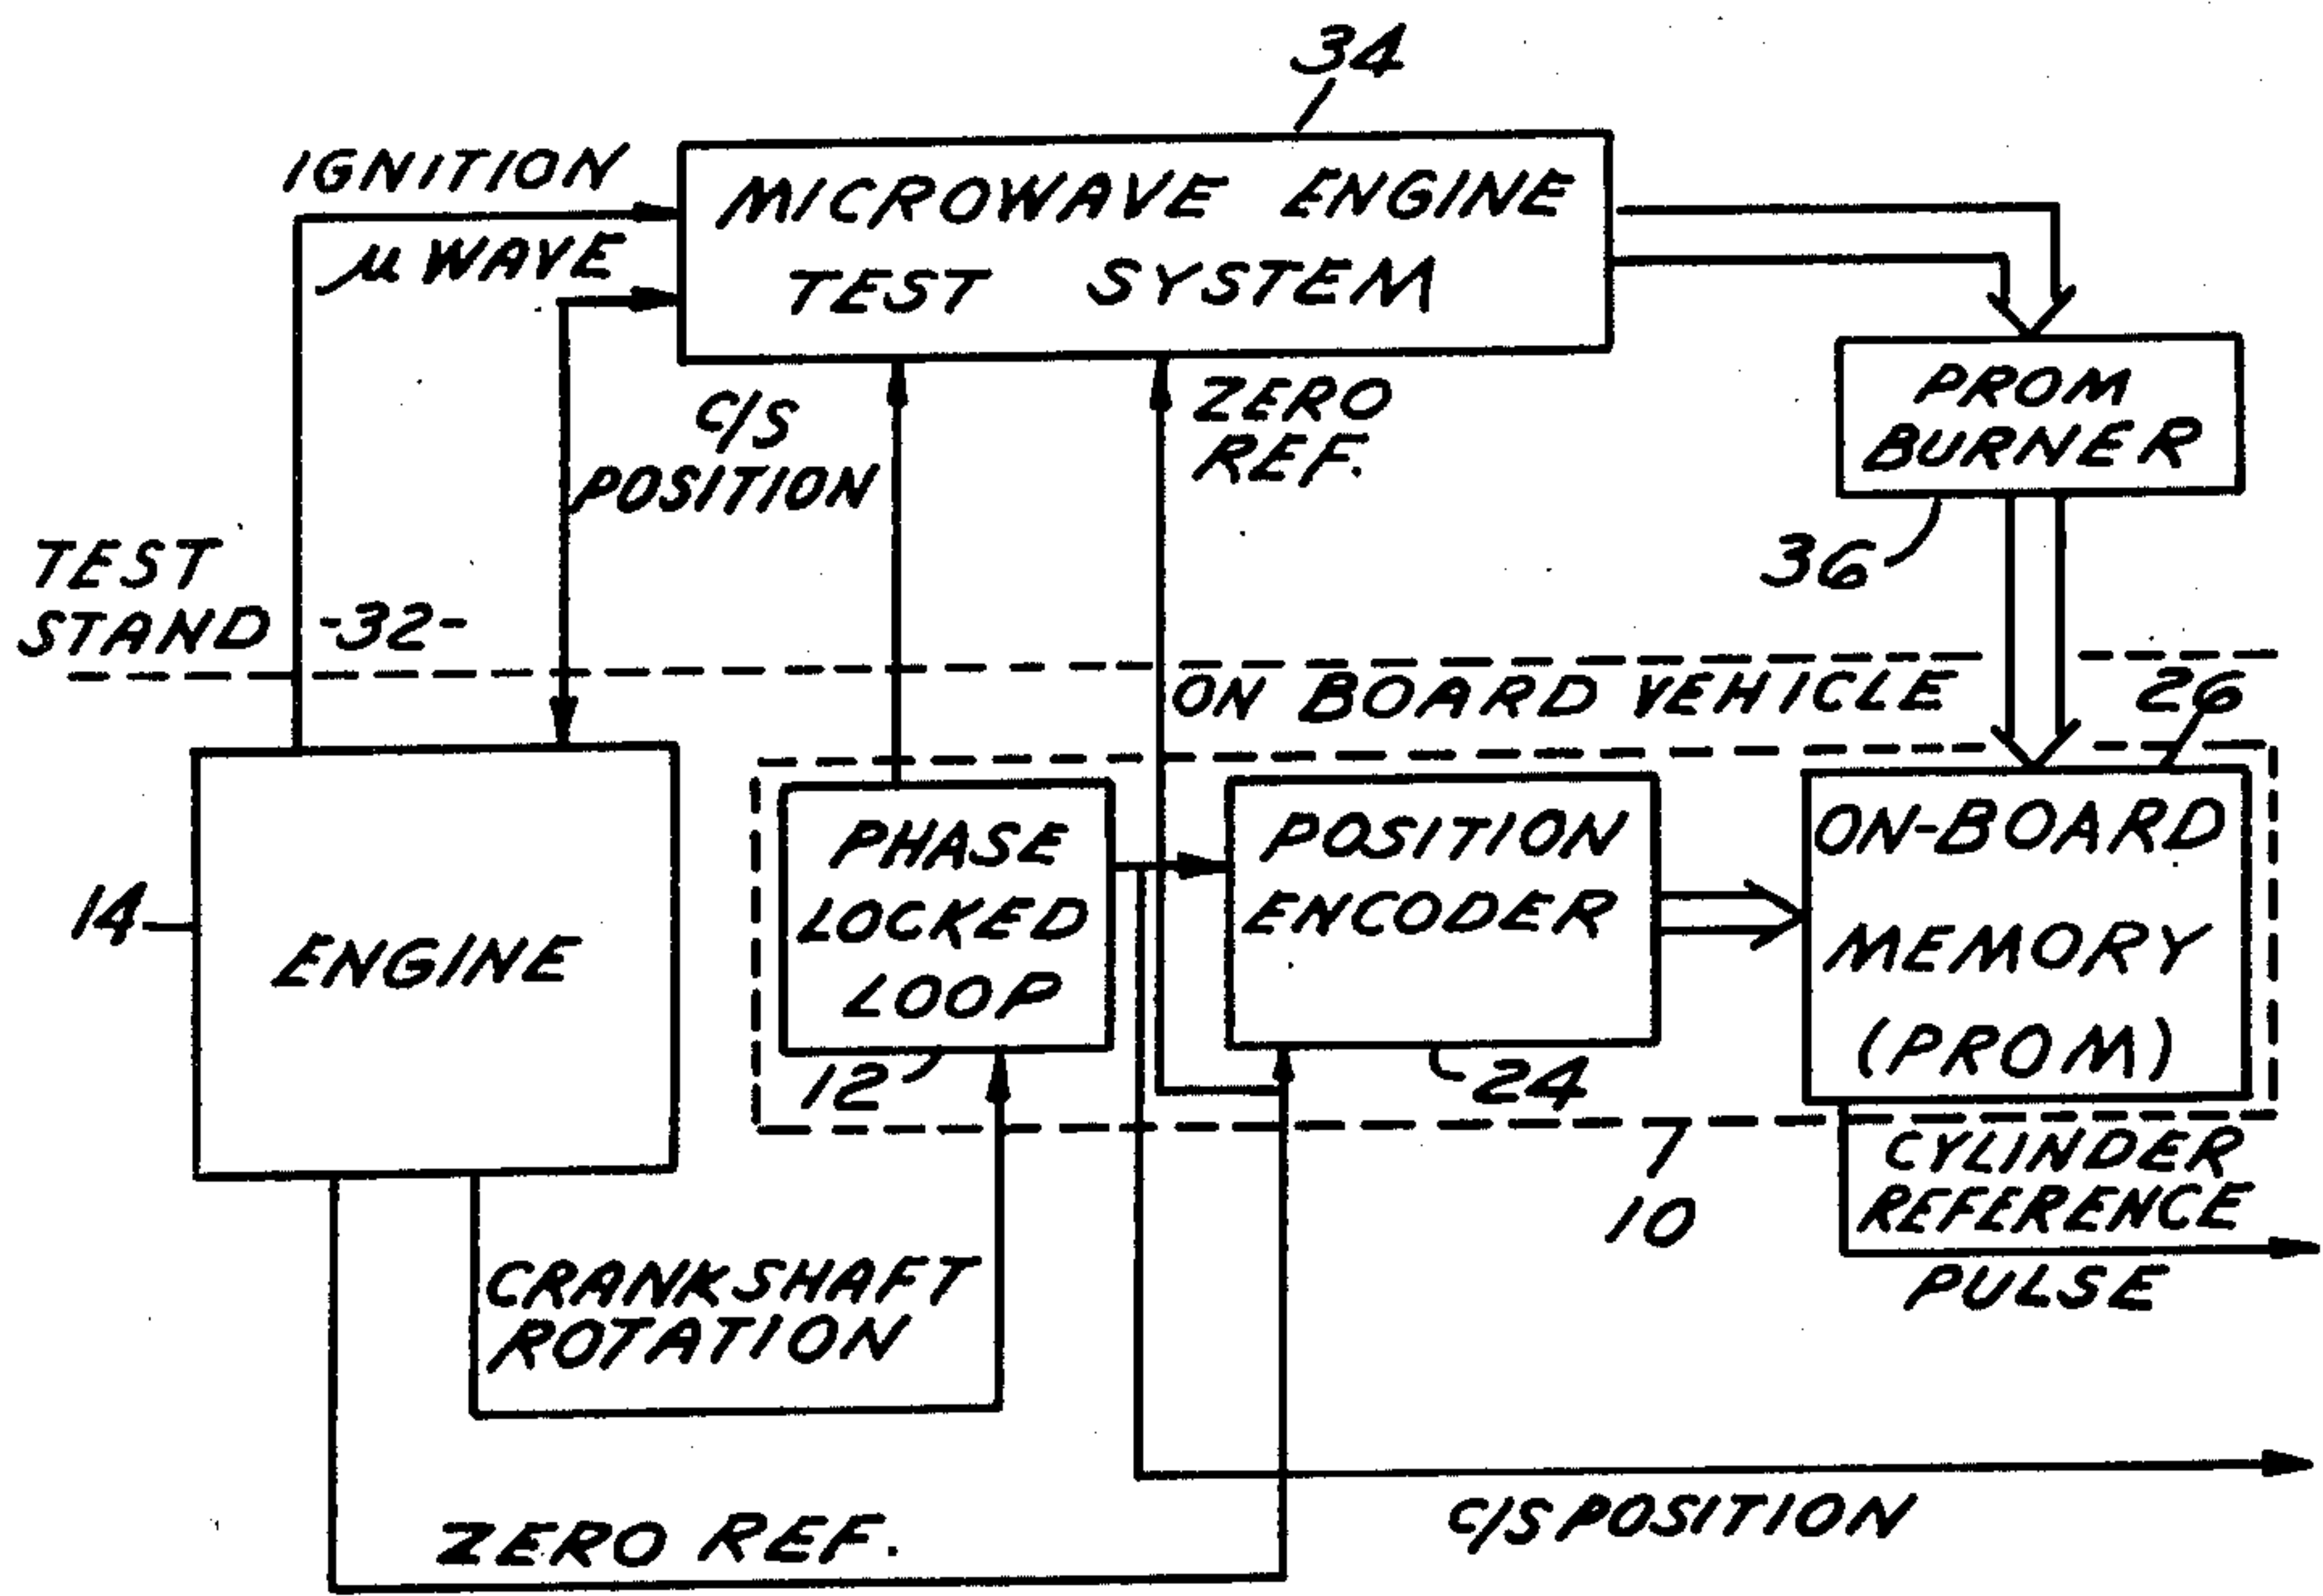 34
IGNITION
μ WAVE
MICROWAVE ENGINE
TEST SYSTEM
C/S
POSITION
ZERO
REF.
PROM
BURNER
36
TEST
STAND -32-
ON BOARD VEHICLE
26
14
ENGINE
PHASE
LOCKED
LOOP
12
POSITION
ENCODER
24
ON-BOARD
MEMORY
(PROM)
10
CYLINDER
REFERENCE
PULSE
CRANKSHAFT
ROTATION
C/S POSITION
ZERO REF.